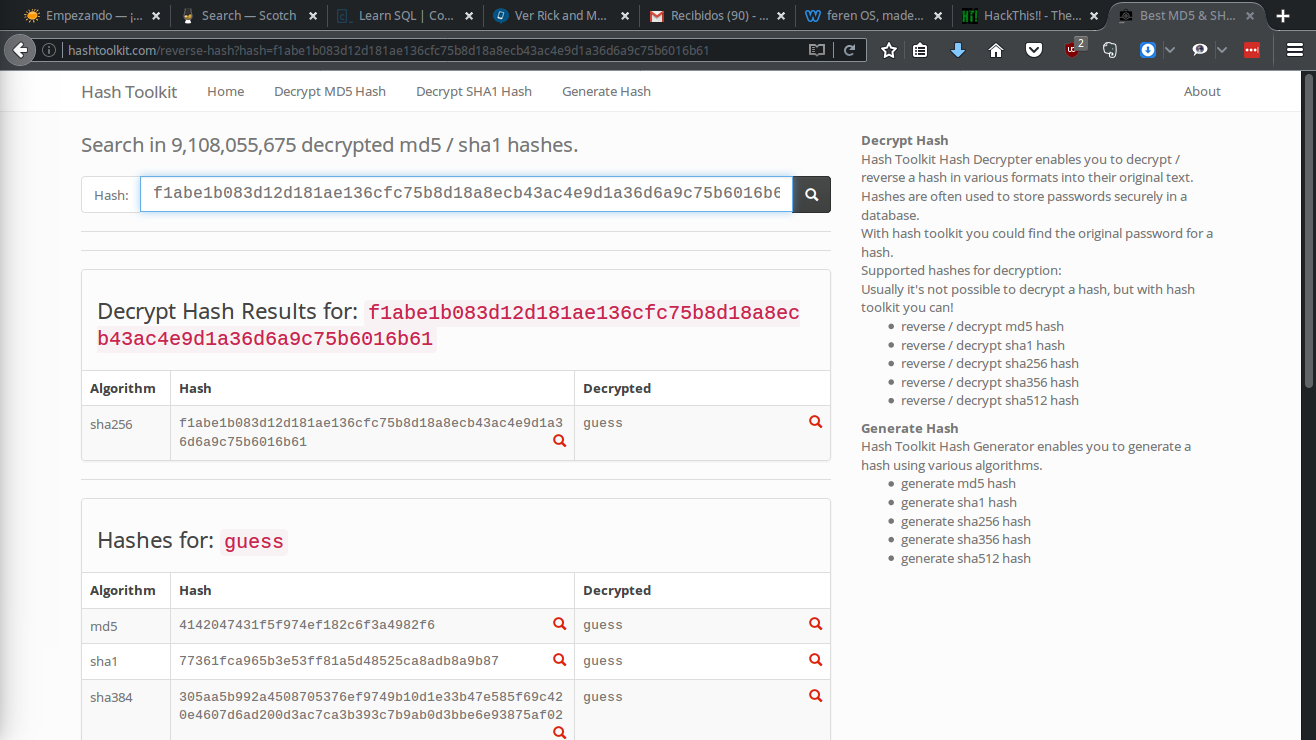 Empezando — ¡...
Search — Scotch
Learn SQL | Co...
Ver Rick and M...
Recibidos (90) - ...
feren OS, made...
HackThis!! - The...
Best MD5 & SH...
hashtoolkit.com/reverse-hash?hash=f1abe1b083d12d181ae136cfc75b8d18a8ecb43ac4e9d1a36d6a9c75b6016b61
2
Hash Toolkit Home Decrypt MD5 Hash Decrypt SHA1 Hash Generate Hash About
Search in 9,108,055,675 decrypted md5 / sha1 hashes.
Hash: f1abe1b083d12d181ae136cfc75b8d18a8ecb43ac4e9d1a36d6a9c75b6016b6
Decrypt Hash Results for: f1abe1b083d12d181ae136cfc75b8d18a8ec
b43ac4e9d1a36d6a9c75b6016b61
Algorithm Hash Decrypted
sha256 f1abe1b083d12d181ae136cfc75b8d18a8ecb43ac4e9d1a3 guess
6d6a9c75b6016b61
Hashes for: guess
Algorithm Hash Decrypted
md5 4142047431f5f974ef182c6f3a4982f6 guess
sha1 77361fca965b3e53ff81a5d48525ca8adb8a9b87 guess
sha384 305aa5b992a4508705376ef9749b10d1e33b47e585f69c42 guess
0e4607d6ad200d3ac7ca3b393c7b9ab0d3bbe6e93875af02
Decrypt Hash
Hash Toolkit Hash Decrypter enables you to decrypt /
reverse a hash in various formats into their original text.
Hashes are often used to store passwords securely in a
database.
With hash toolkit you could find the original password for a
hash.
Supported hashes for decryption:
Usually it's not possible to decrypt a hash, but with hash
toolkit you can!
reverse / decrypt md5 hash
reverse / decrypt sha1 hash
reverse / decrypt sha256 hash
reverse / decrypt sha356 hash
reverse / decrypt sha512 hash
Generate Hash
Hash Toolkit Hash Generator enables you to generate a
hash using various algorithms.
generate md5 hash
generate sha1 hash
generate sha256 hash
generate sha356 hash
generate sha512 hash